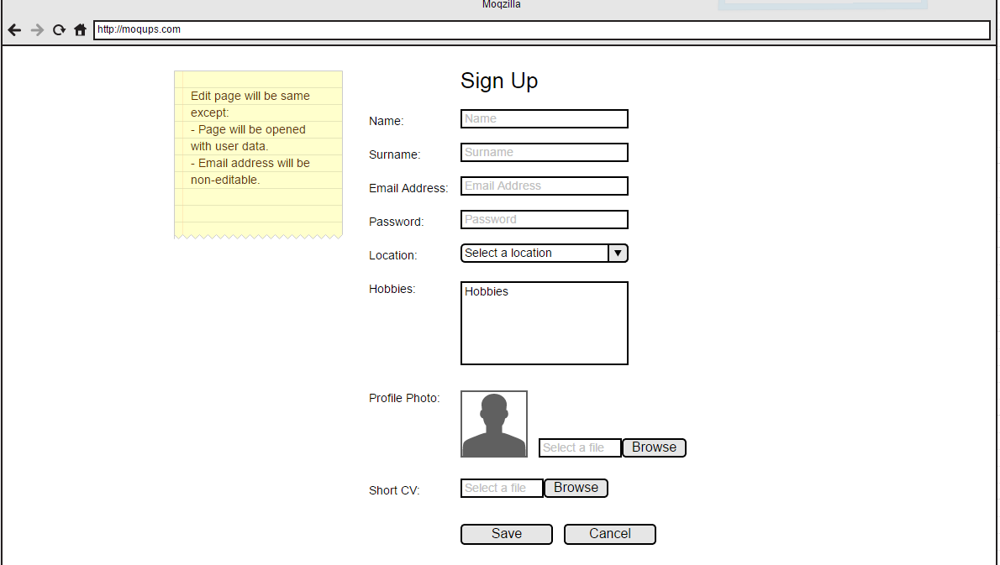 Moqzilla
http://moqups.com
Edit page will be same
except:
- Page will be opened
with user data.
- Email address will be
non-editable.
Sign Up
Name: Name
Surname: Surname
Email Address: Email Address
Password: Password
Location: Select a location
Hobbies: Hobbies
Profile Photo:
Select a file Browse
Short CV: Select a file Browse
Save Cancel